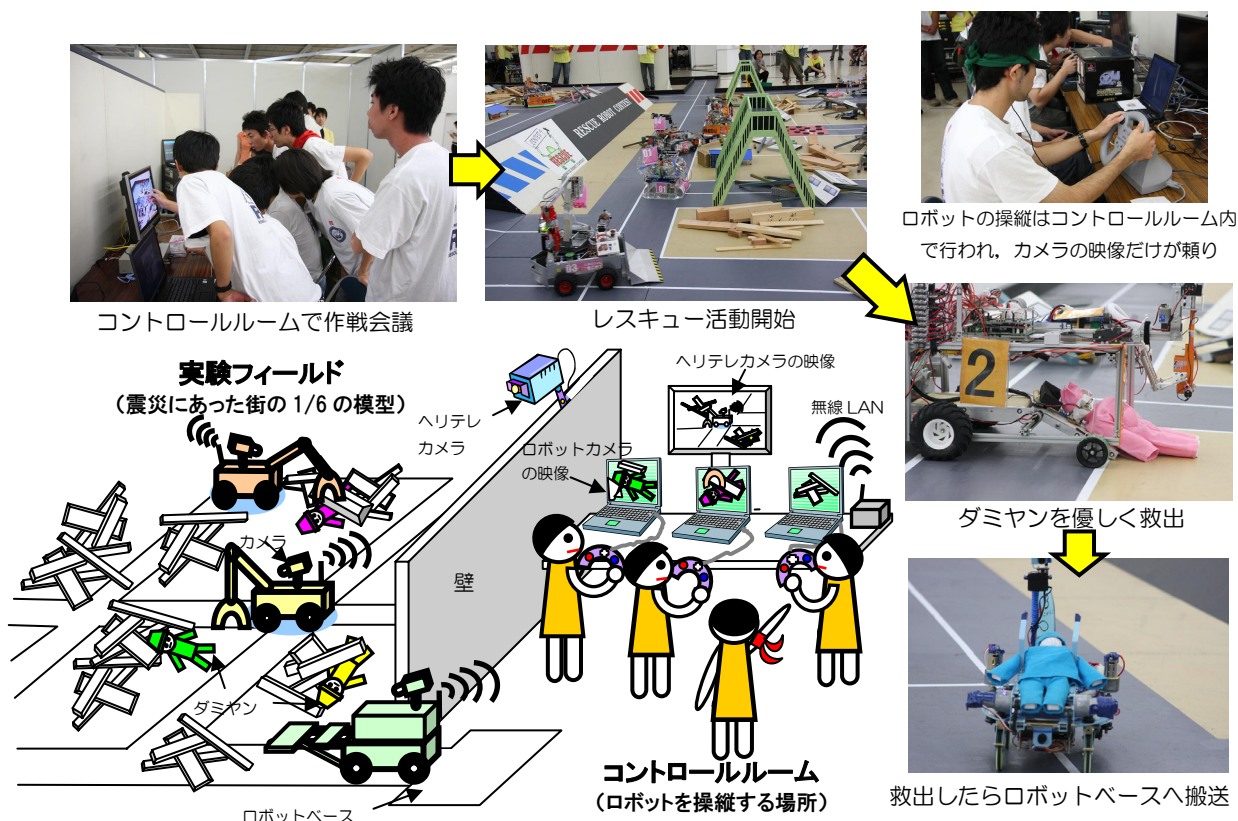 コントロールルームで作戦会議
RESCUE ROBOT CONTEST
レスキュー活動開始
ロボットの操縦はコントロールルーム内
で行われ，カメラの映像だけが頼り
2
ダミヤンを優しく救出
救出したらロボットベースへ搬送
実験フィールド
（震災にあった街の 1/6 の模型）
ヘリテレ
カメラ
ヘリテレカメラの映像
無線 LAN
ロボットカメラ
の映像
カメラ
壁
ダミヤン
ロボットベース
コントロールルーム
（ロボットを操縦する場所）